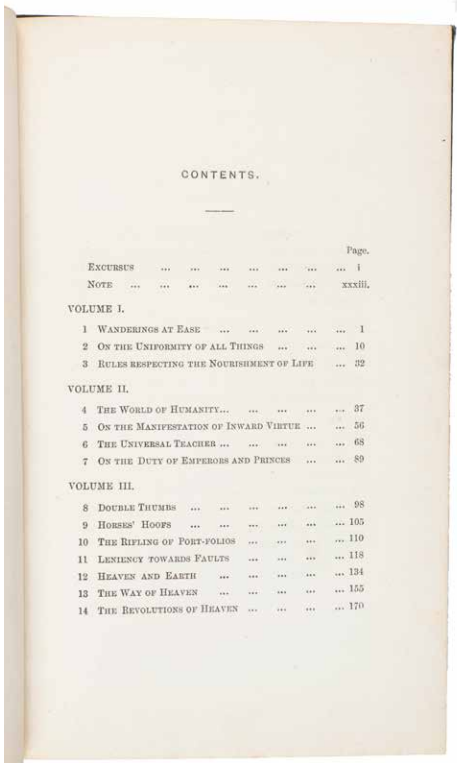 CONTENTS.
Page.
EXCURSUS ... ... ... ... ... ... ... i
NOTE ... ... ... ... ... ... ... xxxiii.
VOLUME I.
1 WANDERINGS AT EASE ... ... ... ... ... 1
2 ON THE UNIFORMITY OF ALL THINGS ... ... ... 10
3 RULES RESPECTING THE NOURISHMENT OF LIFE ... 32
VOLUME II.
4 THE WORLD OF HUMANITY... ... ... ... ... 37
5 ON THE MANIFESTATION OF INWARD VIRTUE ... ... 56
6 THE UNIVERSAL TEACHER ... ... ... ... ... 68
7 ON THE DUTY OF EMPERORS AND PRINCES ... ... 89
VOLUME III.
8 DOUBLE THUMBS ... ... ... ... ... ... 98
9 HORSES' HOOFS ... ... ... ... ... ... 105
10 THE RIFLING OF PORT-FOLIOS ... ... ... ... 110
11 LENIENCY TOWARDS FAULTS ... ... ... ... 118
12 HEAVEN AND EARTH ... ... ... ... ... 134
13 THE WAY OF HEAVEN ... ... ... ... ... 155
14 THE REVOLUTIONS OF HEAVEN ... ... ... ... 170